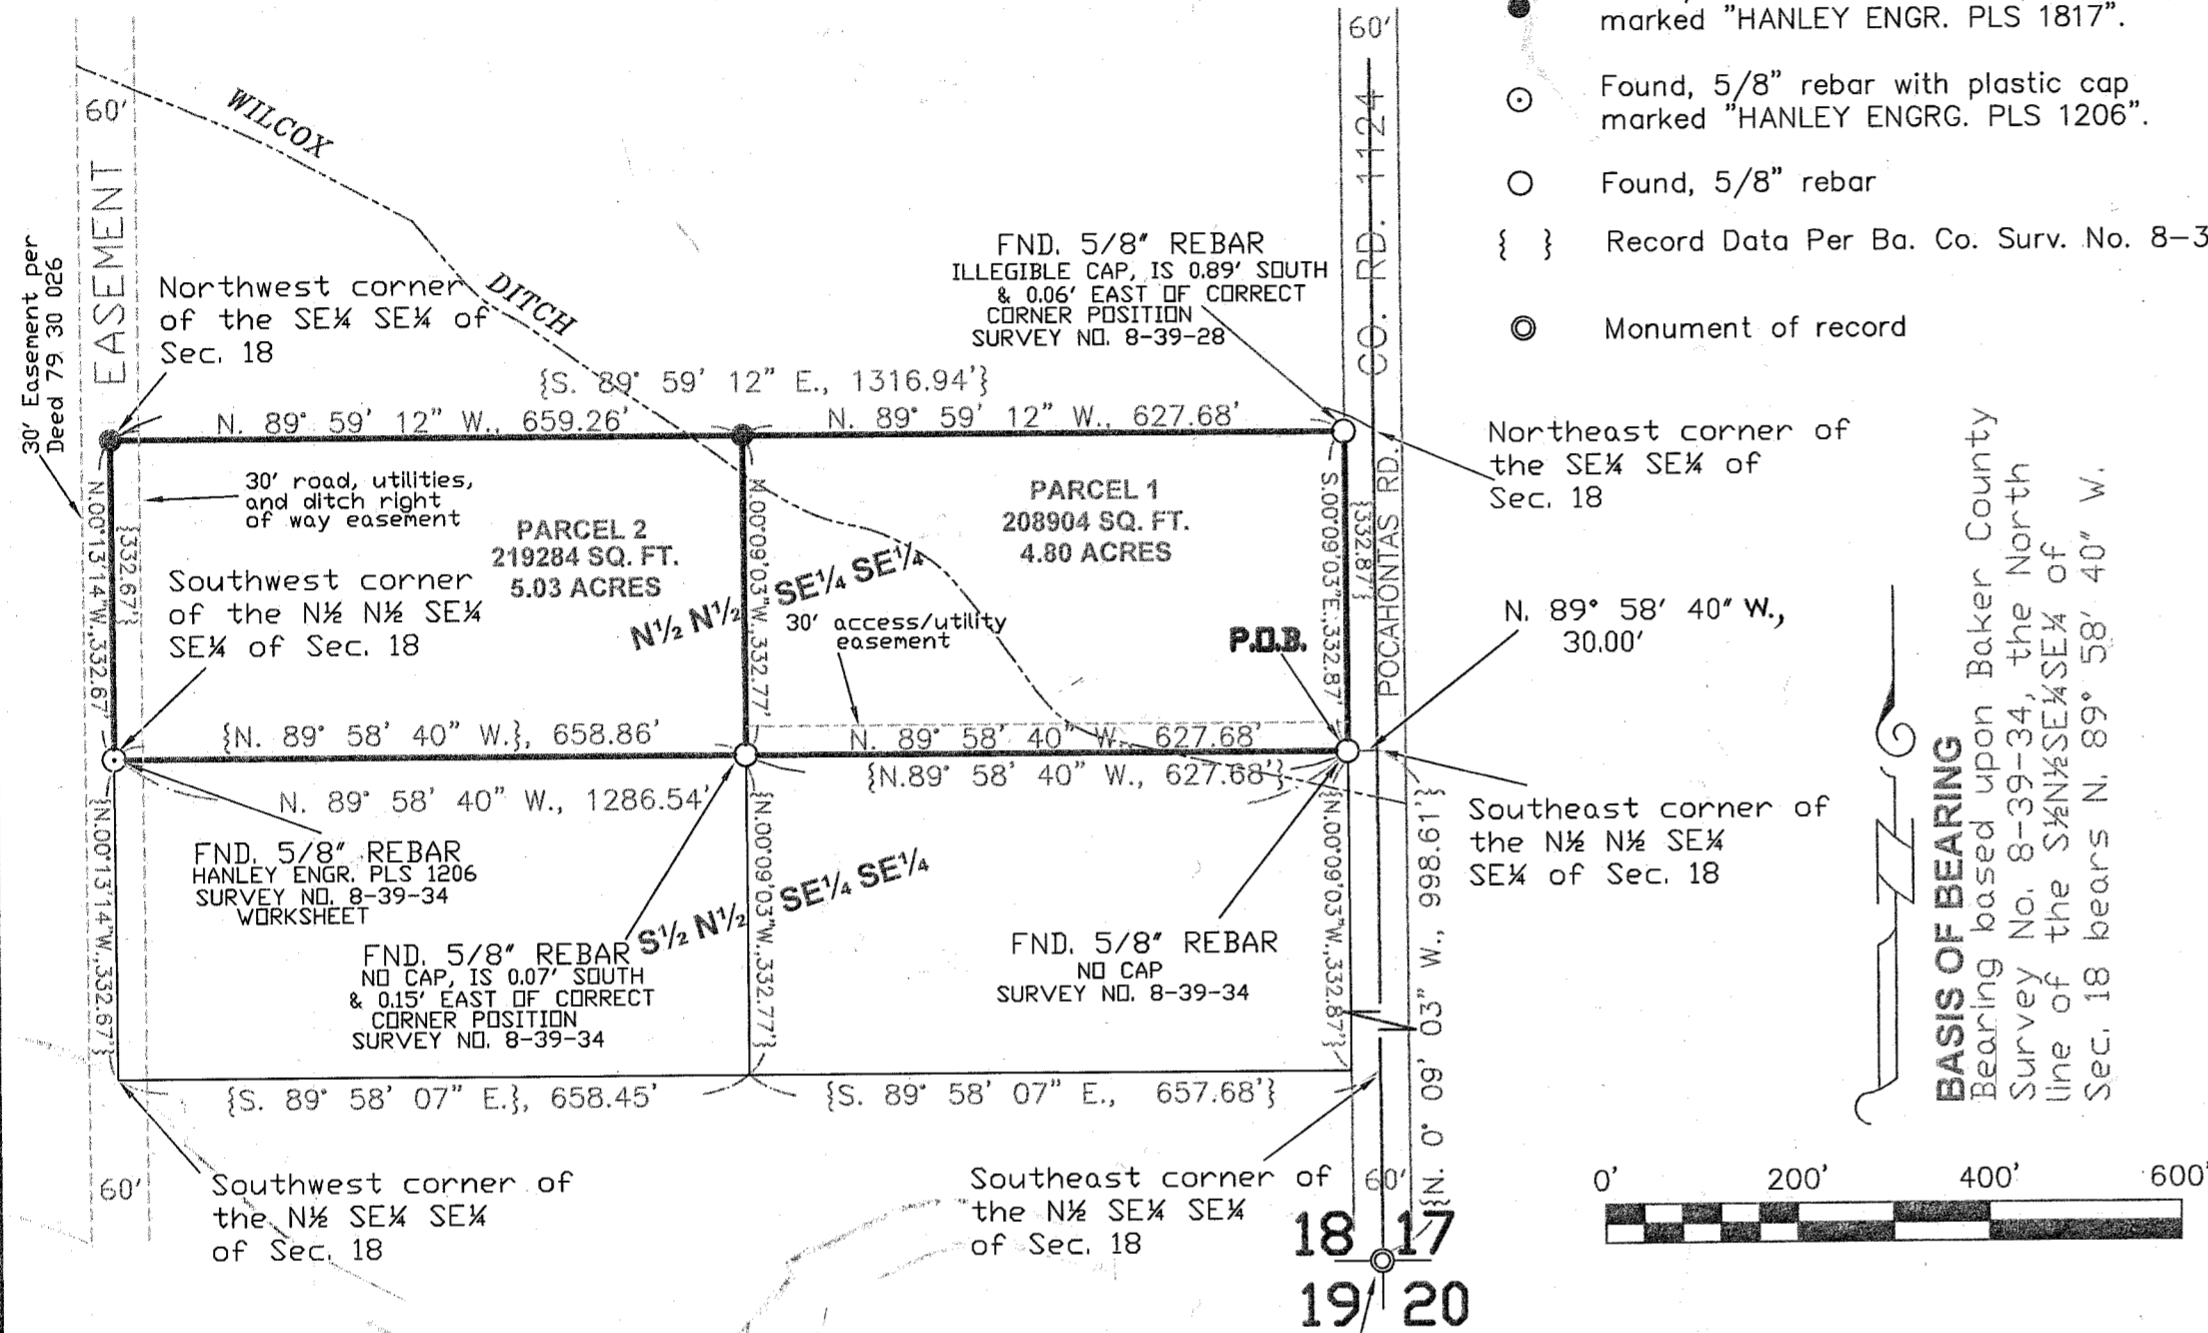 marked "HANLEY ENGR. PLS 1817".
Found, 5/8" rebar with plastic cap
marked "HANLEY ENGRG. PLS 1206".
Found, 5/8" rebar
{ } Record Data Per Ba. Co. Surv. No. 8-3
Monument of record
60'
WILCOX
DITCH
EASEMENT
30' Easement per
Deed 79 30 026
60'
CO. RD. 1124
POCAHONTAS RD.
Northwest corner
of the SE¼ SE¼ of
Sec. 18
FND. 5/8" REBAR
ILLEGIBLE CAP, IS 0.89' SOUTH
& 0.06' EAST OF CORRECT
CORNER POSITION
SURVEY NO. 8-39-28
{S. 89° 59' 12" E., 1316.94'}
N. 89° 59' 12" W., 659.26'
N. 89° 59' 12" W., 627.68'
Northeast corner of
the SE¼ SE¼ of
Sec. 18
30' road, utilities,
and ditch right
of way easement
N.00°13'14"W.,332.67'
{332.67'}
PARCEL 2
219284 SQ. FT.
5.03 ACRES
N.00°09'03"W.,332.77'
PARCEL 1
208904 SQ. FT.
4.80 ACRES
S.00°09'03"E.,332.87'
{332.87'}
Southwest corner
of the N½ N½ SE¼
SE¼ of Sec. 18
N½ N½ SE¼ SE¼
30' access/utility
easement
P.O.B.
N. 89° 58' 40" W.,
30.00'
{N. 89° 58' 40" W.}, 658.86'
N. 89° 58' 40" W., 627.68'
{N.89° 58' 40" W., 627.68'}
N. 89° 58' 40" W., 1286.54'
Southeast corner of
the N½ N½ SE¼
SE¼ of Sec. 18
FND. 5/8" REBAR
HANLEY ENGR. PLS 1206
SURVEY NO. 8-39-34
WORKSHEET
FND. 5/8" REBAR
NO CAP, IS 0.07' SOUTH
& 0.15' EAST OF CORRECT
CORNER POSITION
SURVEY NO. 8-39-34
S½ N½ SE¼ SE¼
FND. 5/8" REBAR
NO CAP
SURVEY NO. 8-39-34
{N.00°13'14"W.,332.67'}
{N.00°09'03"W.,332.77'}
{N.00°09'03"W.,332.87'}
{N. 0° 09' 03" W., 998.61'}
{S. 89° 58' 07" E.}, 658.45'
{S. 89° 58' 07" E., 657.68'}
60'
Southwest corner of
the N½ SE¼ SE¼
of Sec. 18
Southeast corner of
the N½ SE¼ SE¼
of Sec. 18
60'
18 17
19 20
BASIS OF BEARING
Bearing based upon Baker County
Survey No. 8-39-34, the North
line of the S½N½SE¼SE¼ of
Sec. 18 bears N. 89° 58' 40" W.
0' 200' 400' 600'